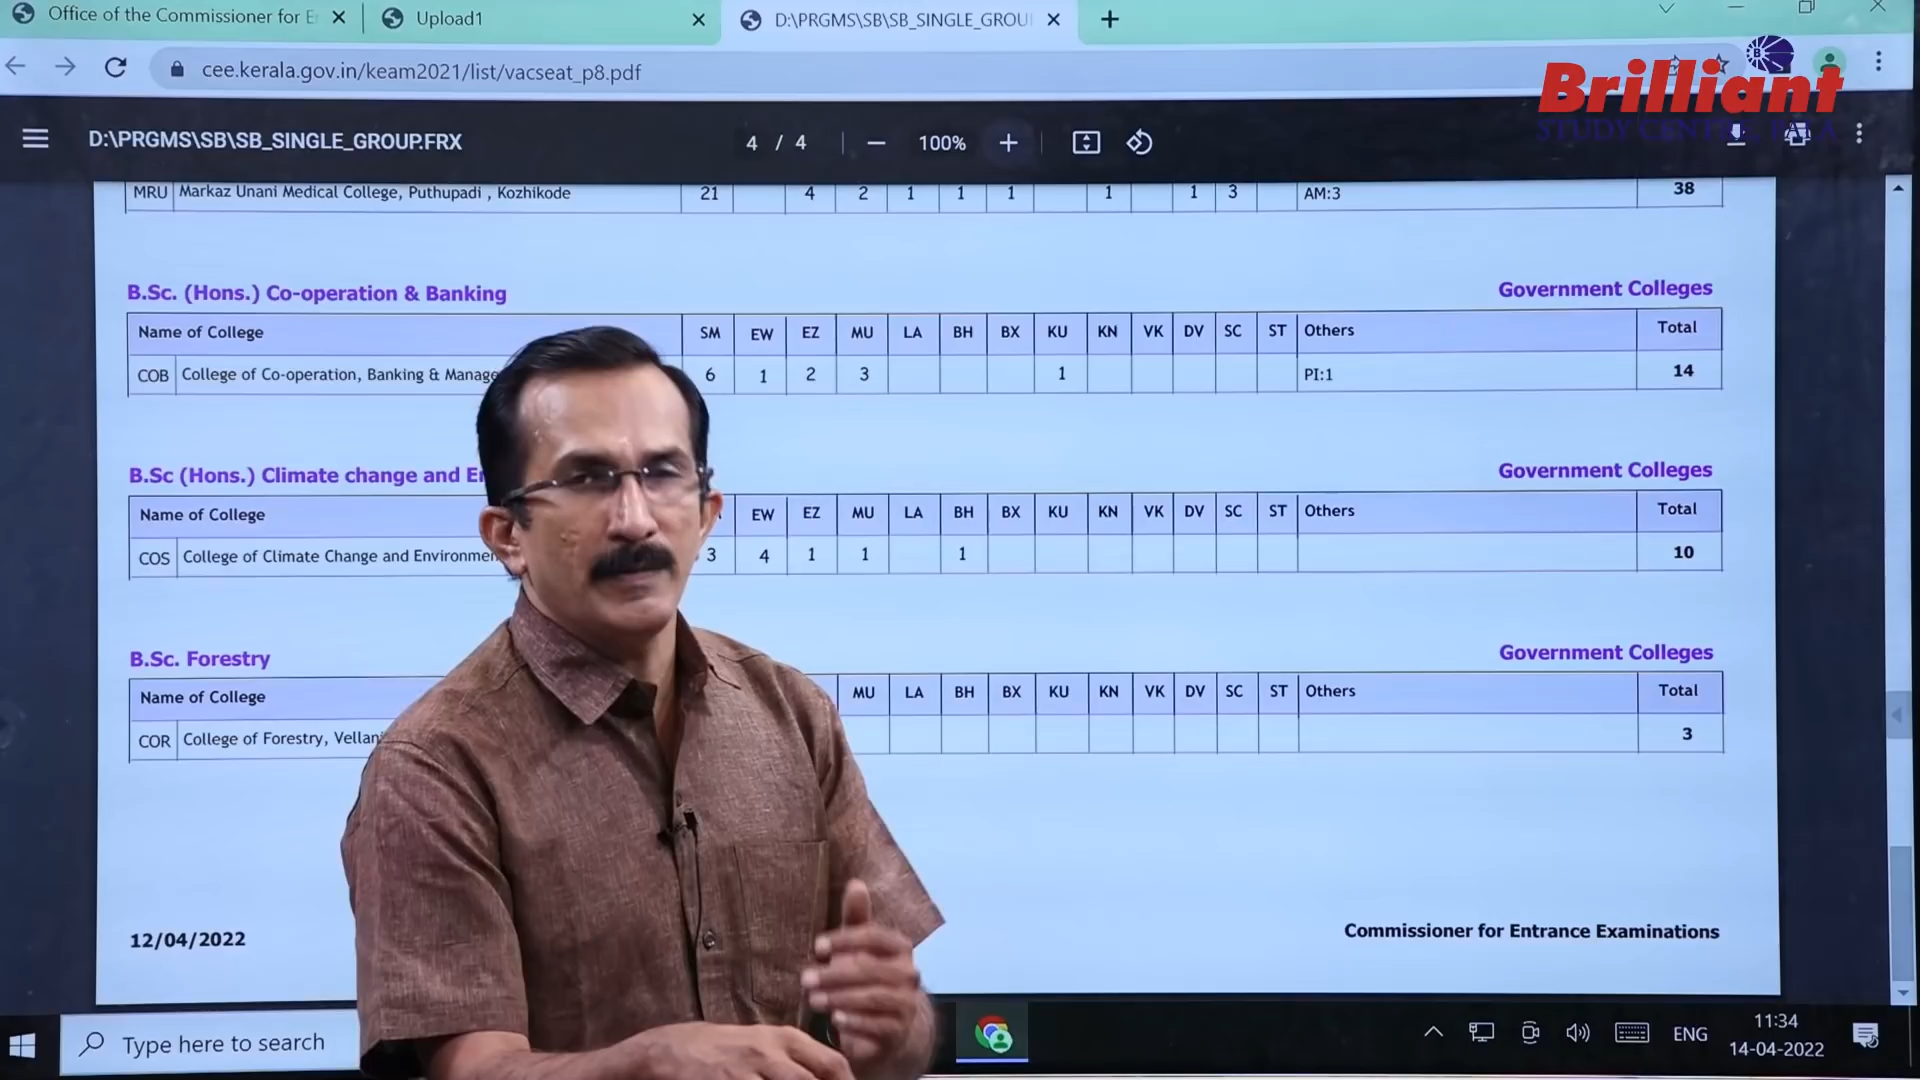 Office of the Commissioner for E
Upload1
D:\PRGMS\SB\SB_SINGLE_GROU
cee.kerala.gov.in/keam2021/list/vacseat_p8.pdf
Brilliant
STUDY CENTRE, PALA
D:\PRGMS\SB\SB_SINGLE_GROUP.FRX
4 / 4
100%
MRU Markaz Unani Medical College, Puthupadi , Kozhikode 21 4 2 1 1 1 1 1 3 AM:3 38
B.Sc. (Hons.) Co-operation & Banking Government Colleges
Name of College SM EW EZ MU LA BH BX KU KN VK DV SC ST Others Total
COB College of Co-operation, Banking & Manage 6 1 2 3 1 PI:1 14
B.Sc (Hons.) Climate change and E Government Colleges
Name of College EW EZ MU LA BH BX KU KN VK DV SC ST Others Total
COS College of Climate Change and Environmen 3 4 1 1 1 10
B.Sc. Forestry Government Colleges
Name of College MU LA BH BX KU KN VK DV SC ST Others Total
COR College of Forestry, Vellani 3
12/04/2022 Commissioner for Entrance Examinations
Type here to search
ENG
11:34
14-04-2022